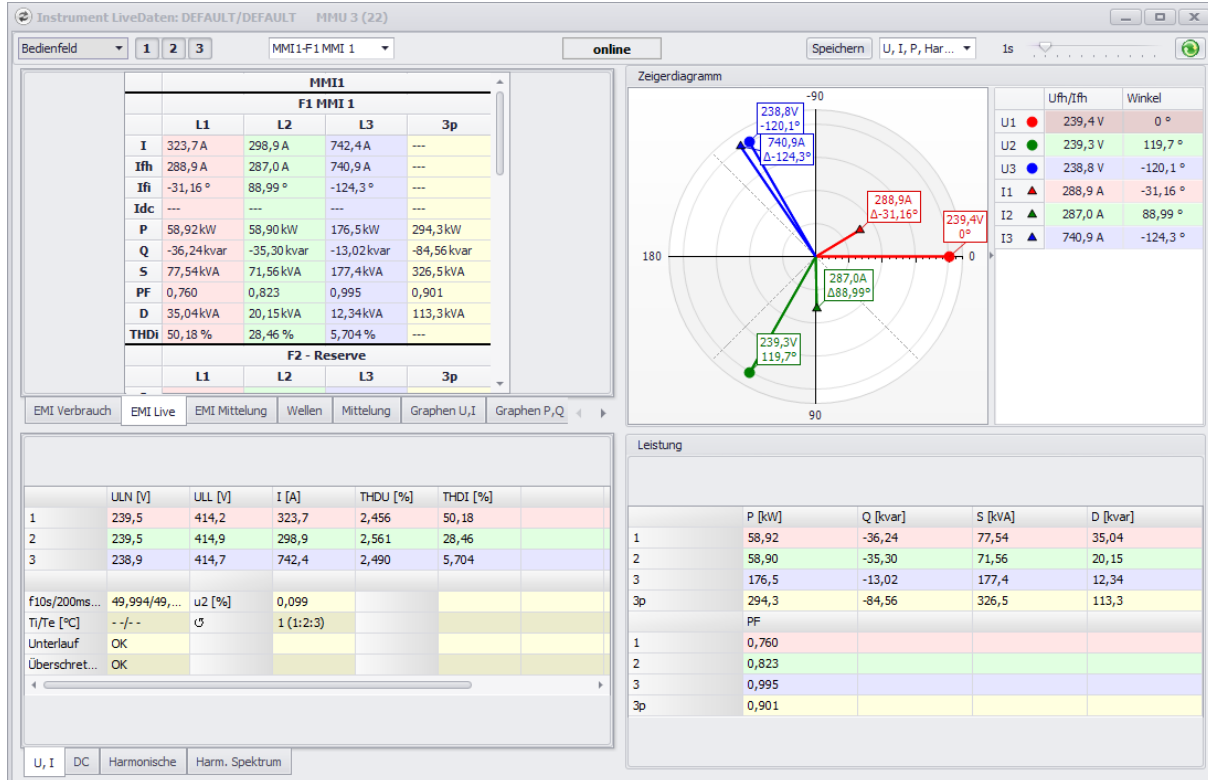 Instrument LiveDaten: DEFAULT/DEFAULT MMU 3 (22)
Bedienfeld 1 2 3 MMI1-F1 MMI 1 online Speichern U, I, P, Har... 1s
MMI1
F1 MMI 1
L1 L2 L3 3p
I 323,7 A 298,9 A 742,4 A ---
Ifh 288,9 A 287,0 A 740,9 A ---
Ifi -31,16 ° 88,99 ° -124,3 ° ---
Idc --- --- --- ---
P 58,92 kW 58,90 kW 176,5 kW 294,3 kW
Q -36,24 kvar -35,30 kvar -13,02 kvar -84,56 kvar
S 77,54 kVA 71,56 kVA 177,4 kVA 326,5 kVA
PF 0,760 0,823 0,995 0,901
D 35,04 kVA 20,15 kVA 12,34 kVA 113,3 kVA
THDi 50,18 % 28,46 % 5,704 % ---
F2 - Reserve
L1 L2 L3 3p
EMI Verbrauch EMI Live EMI Mittelung Wellen Mittelung Graphen U,I Graphen P,Q
Zeigerdiagramm
-90
238,8V
-120,1°
740,9A
Δ-124,3°
288,9A
Δ-31,16°
239,4V
0°
180
0
287,0A
Δ88,99°
239,3V
119,7°
90
Ufh/Ifh Winkel
U1 239,4 V 0 °
U2 239,3 V 119,7 °
U3 238,8 V -120,1 °
I1 288,9 A -31,16 °
I2 287,0 A 88,99 °
I3 740,9 A -124,3 °
ULN [V] ULL [V] I [A] THDU [%] THDI [%]
1 239,5 414,2 323,7 2,456 50,18
2 239,5 414,9 298,9 2,561 28,46
3 238,9 414,7 742,4 2,490 5,704
f10s/200ms... 49,994/49,... u2 [%] 0,099
Ti/Te [°C] - -/- - ↺ 1 (1:2:3)
Unterlauf OK
Überschret... OK
U, I DC Harmonische Harm. Spektrum
Leistung
P [kW] Q [kvar] S [kVA] D [kvar]
1 58,92 -36,24 77,54 35,04
2 58,90 -35,30 71,56 20,15
3 176,5 -13,02 177,4 12,34
3p 294,3 -84,56 326,5 113,3
PF
1 0,760
2 0,823
3 0,995
3p 0,901